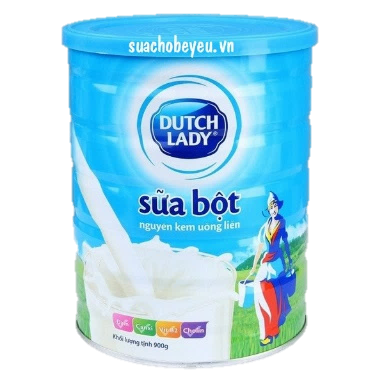 suachobeyeu.vn
DUTCH
LADY®
sữa bột
nguyên kem uống liền
Khối lượng tịnh 900g